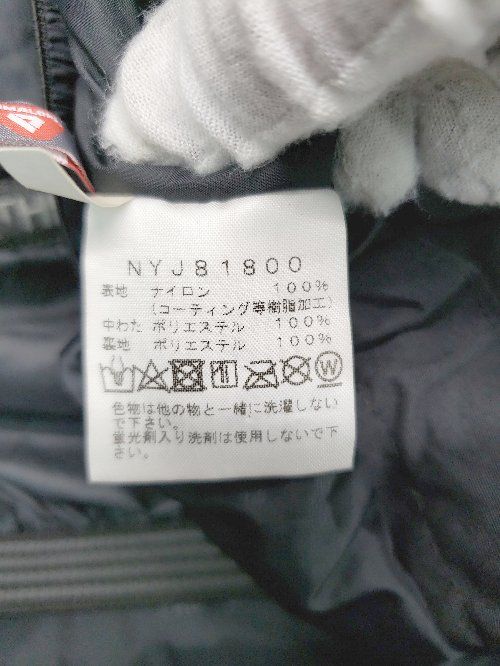 NYJ81800
表地 ナイロン 100%
(コーティング等樹脂加工)
中わた ポリエステル 100%
裏地 ポリエステル 100%
W
色物は他の物と一緒に洗濯しない
で下さい。
蛍光剤入り洗剤は使用しないで下
さい。
TH